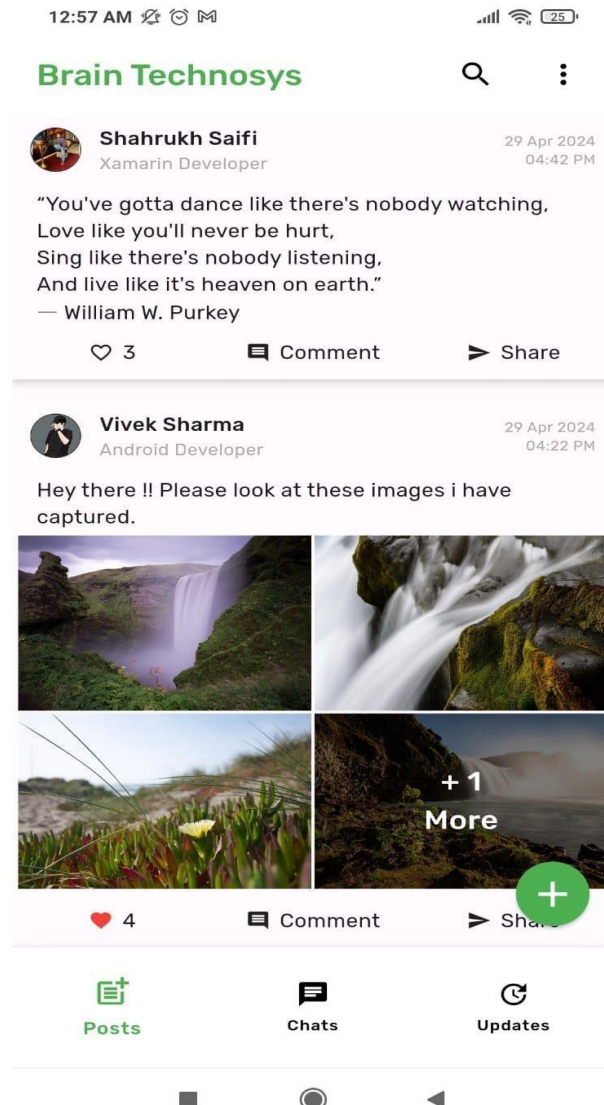 12:57 AM 25
Brain Technosys
Shahrukh Saifi 29 Apr 2024
Xamarin Developer 04:42 PM
“You've gotta dance like there's nobody watching,
Love like you'll never be hurt,
Sing like there's nobody listening,
And live like it's heaven on earth.”
— William W. Purkey
3 Comment Share
Vivek Sharma 29 Apr 2024
Android Developer 04:22 PM
Hey there !! Please look at these images i have
captured.
+ 1
More
4 Comment Sha
Posts Chats Updates